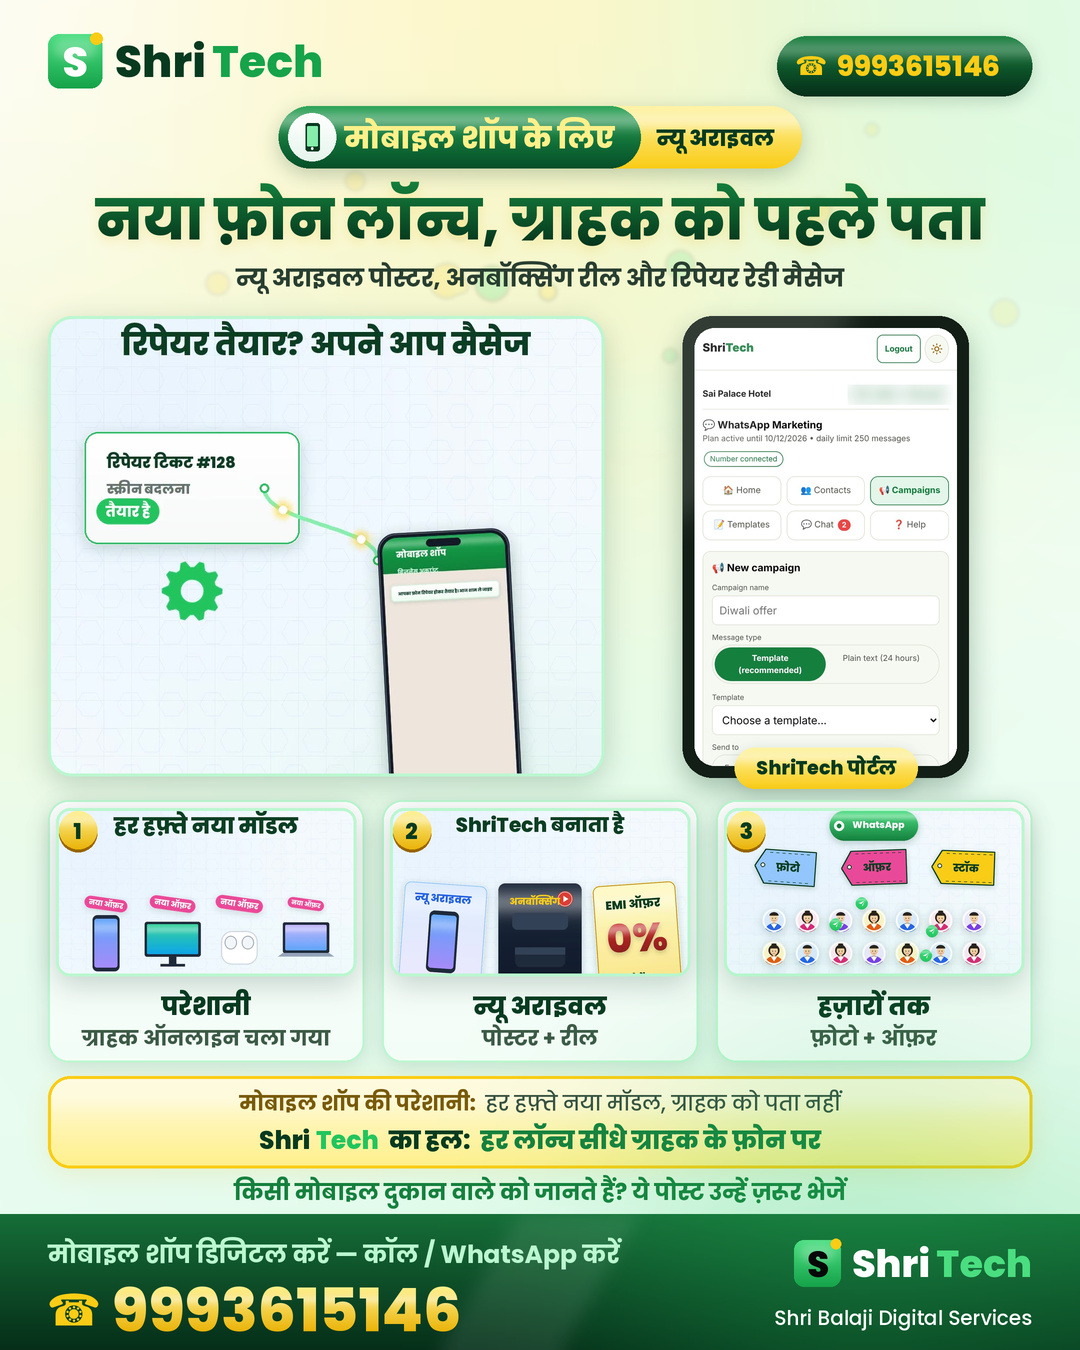 S Shri Tech
☎ 9993615146
मोबाइल शॉप के लिए
न्यू अराइवल
नया फ़ोन लॉन्च, ग्राहक को पहले पता
न्यू अराइवल पोस्टर, अनबॉक्सिंग रील और रिपेयर रेडी मैसेज
रिपेयर तैयार? अपने आप मैसेज
रिपेयर टिकट #128
स्क्रीन बदलना
तैयार है
मोबाइल शॉप
ShriTech
Logout
Sai Palace Hotel
💬 WhatsApp Marketing
Plan active until 10/12/2026 • daily limit 250 messages
Number connected
🏠 Home
👥 Contacts
📢 Campaigns
📝 Templates
💬 Chat 2
❓ Help
📢 New campaign
Campaign name
Diwali offer
Message type
Template (recommended)
Plain text (24 hours)
Template
Choose a template...
Send to
ShriTech पोर्टल
1
हर हफ़्ते नया मॉडल
नया ऑफ़र
नया ऑफ़र
नया ऑफ़र
नया ऑफ़र
परेशानी
ग्राहक ऑनलाइन चला गया
2
ShriTech बनाता है
न्यू अराइवल
अनबॉक्सिंग
EMI ऑफ़र
0%
न्यू अराइवल
पोस्टर + रील
3
WhatsApp
फ़ोटो
ऑफ़र
स्टॉक
हज़ारों तक
फ़ोटो + ऑफ़र
मोबाइल शॉप की परेशानी: हर हफ़्ते नया मॉडल, ग्राहक को पता नहीं
Shri Tech का हल: हर लॉन्च सीधे ग्राहक के फ़ोन पर
किसी मोबाइल दुकान वाले को जानते हैं? ये पोस्ट उन्हें ज़रूर भेजें
मोबाइल शॉप डिजिटल करें — कॉल / WhatsApp करें
☎ 9993615146
S Shri Tech
Shri Balaji Digital Services